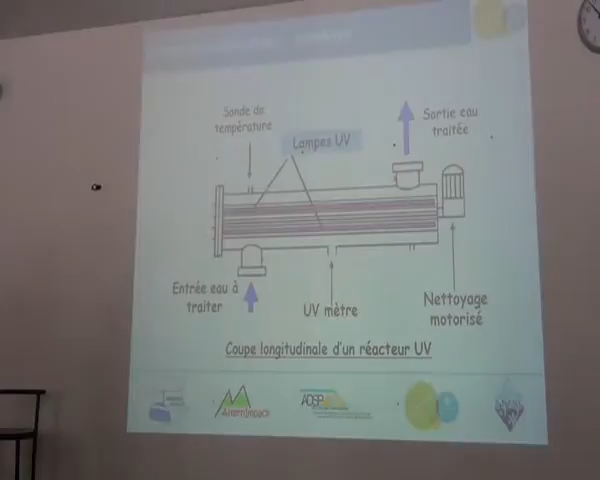 Sonde de
température
Lampes UV
Sortie eau
traitée
Entrée eau à
traiter
UV mètre
Nettoyage
motorisé
Coupe longitudinale d'un réacteur UV
ADSP